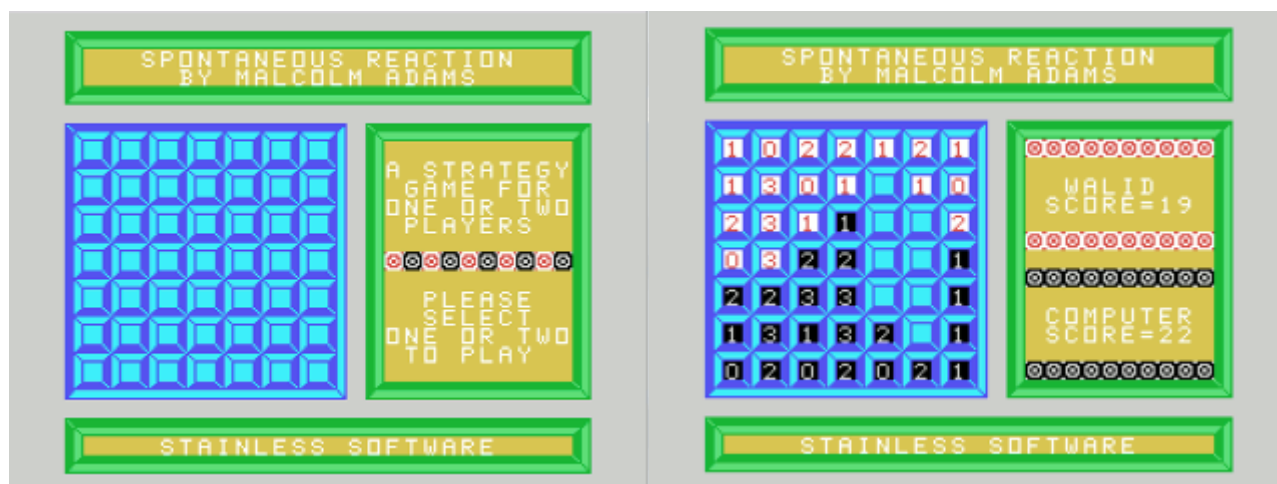 SPONTANEOUS REACTION
BY MALCOLM ADAMS
A STRATEGY
GAME FOR
ONE OR TWO
PLAYERS
PLEASE
SELECT
ONE OR TWO
TO PLAY
STAINLESS SOFTWARE
SPONTANEOUS REACTION
BY MALCOLM ADAMS
1 0 2 2 1 2 1
1 3 0 1 1 0
2 3 1 1 2
0 3 2 2 1
2 2 3 3 1
1 3 1 3 2 1
0 2 0 2 0 2 1
WALID
SCORE=19
COMPUTER
SCORE=22
STAINLESS SOFTWARE